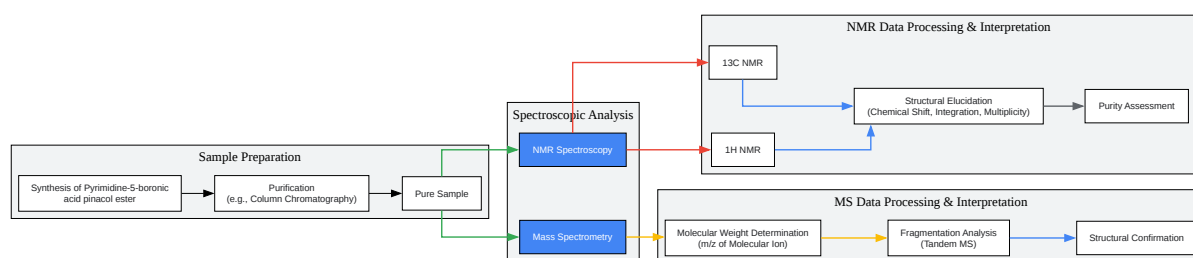 NMR Data Processing & Interpretation
13C NMR
Structural Elucidation
(Chemical Shift, Integration, Multiplicity)
Purity Assessment
1H NMR
Spectroscopic Analysis
NMR Spectroscopy
Mass Spectrometry
Sample Preparation
Synthesis of Pyrimidine-5-boronic
acid pinacol ester
Purification
(e.g., Column Chromatography)
Pure Sample
MS Data Processing & Interpretation
Molecular Weight Determination
(m/z of Molecular Ion)
Fragmentation Analysis
(Tandem MS)
Structural Confirmation